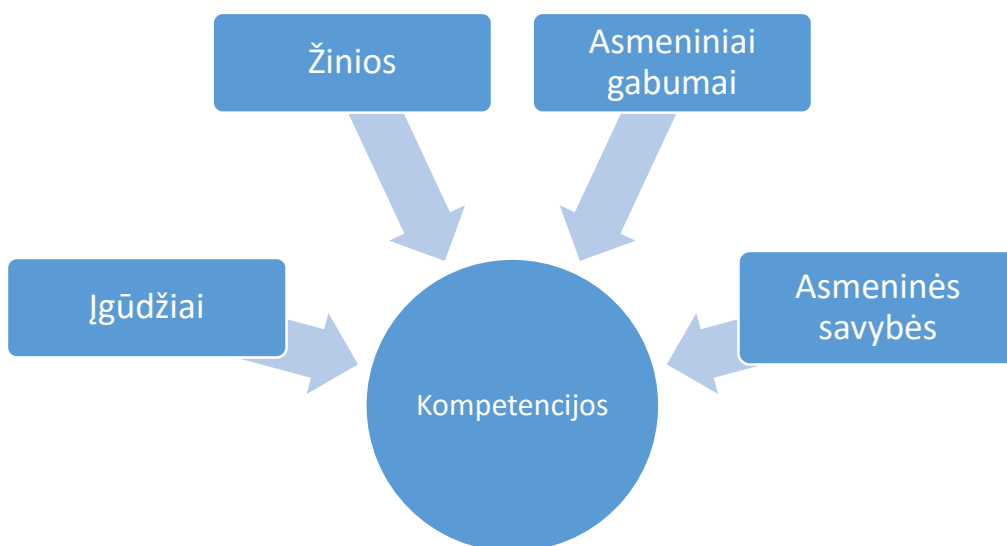 Žinios
Asmeniniai
gabumai
Įgūdžiai
Asmeninės
savybės
Kompetencijos